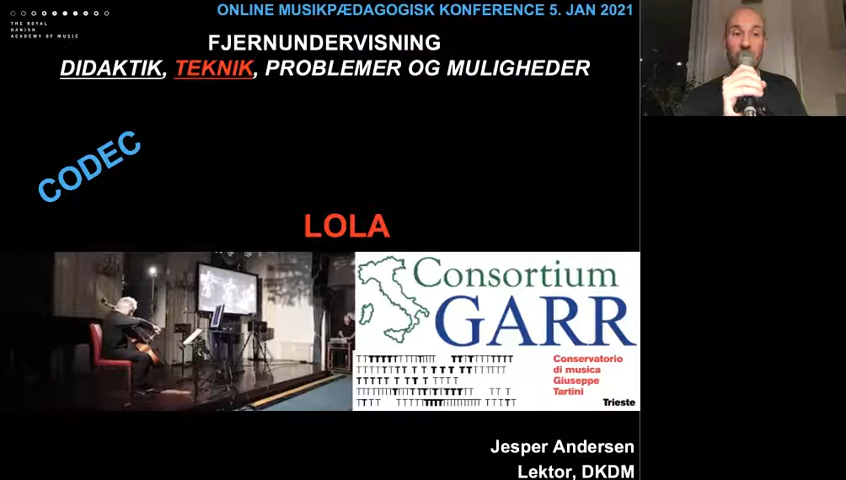 THE ROYAL
DANISH
ACADEMY OF MUSIC
ONLINE MUSIKPÆDAGOGISK KONFERENCE 5. JAN 2021
FJERNUNDERVISNING
DIDAKTIK, TEKNIK, PROBLEMER OG MULIGHEDER
CODEC
LOLA
Consortium
GARR
Conservatorio
di musica
Giuseppe
Tartini
Trieste
Jesper Andersen
Lektor, DKDM